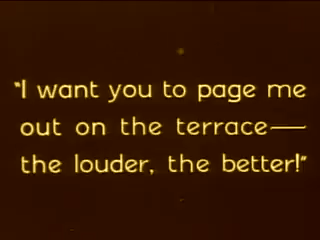 "I want you to page me
out on the terrace—
the louder, the better!"